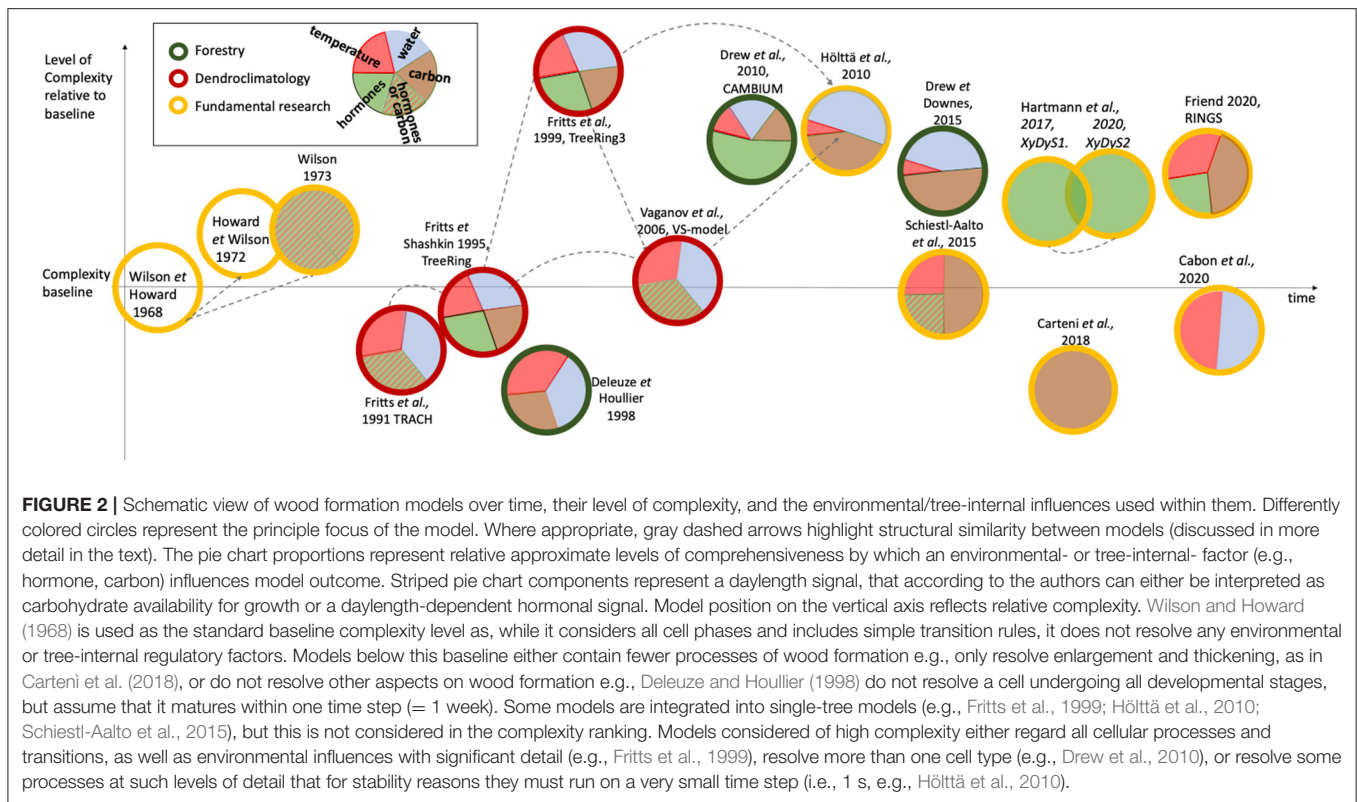 Level of
Complexity
relative to
baseline
Forestry
Dendroclimatology
Fundamental research
temperature
water
carbon
hormones
or carbon
hormones
Fritts et al.,
1999, TreeRing3
Drew et al.,
2010,
CAMBIUM
Hölttä et al.,
2010
Drew et
Downes,
2015
Hartmann et al.,
2017, 2020,
XyDyS1. XyDyS2
Friend 2020,
RINGS
Wilson
1973
Howard
et Wilson
1972
Fritts et
Shashkin 1995,
TreeRing
Vaganov et al.,
2006, VS-model
Schiestl-Aalto
et al., 2015
Complexity
baseline
Wilson et
Howard
1968
Cabon et al.,
2020
time
Carteni et al.,
2018
Fritts et al.,
1991 TRACH
Deleuze et
Houllier
1998
FIGURE 2 | Schematic view of wood formation models over time, their level of complexity, and the environmental/tree-internal influences used within them. Differently
colored circles represent the principle focus of the model. Where appropriate, gray dashed arrows highlight structural similarity between models (discussed in more
detail in the text). The pie chart proportions represent relative approximate levels of comprehensiveness by which an environmental- or tree-internal- factor (e.g.,
hormone, carbon) influences model outcome. Striped pie chart components represent a daylength signal, that according to the authors can either be interpreted as
carbohydrate availability for growth or a daylength-dependent hormonal signal. Model position on the vertical axis reflects relative complexity. Wilson and Howard
(1968) is used as the standard baseline complexity level as, while it considers all cell phases and includes simple transition rules, it does not resolve any environmental
or tree-internal regulatory factors. Models below this baseline either contain fewer processes of wood formation e.g., only resolve enlargement and thickening, as in
Cartenì et al. (2018), or do not resolve other aspects on wood formation e.g., Deleuze and Houllier (1998) do not resolve a cell undergoing all developmental stages,
but assume that it matures within one time step (= 1 week). Some models are integrated into single-tree models (e.g., Fritts et al., 1999; Hölttä et al., 2010;
Schiestl-Aalto et al., 2015), but this is not considered in the complexity ranking. Models considered of high complexity either regard all cellular processes and
transitions, as well as environmental influences with significant detail (e.g., Fritts et al., 1999), resolve more than one cell type (e.g., Drew et al., 2010), or resolve some
processes at such levels of detail that for stability reasons they must run on a very small time step (i.e., 1 s, e.g., Hölttä et al., 2010).